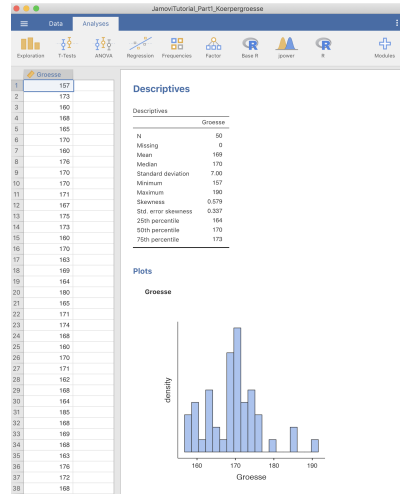 JamoviTutorial_Part1_Koerpergroesse
Data Analyses
Exploration T-Tests ANOVA Regression Frequencies Factor Base R jpower R Modules
Groesse
1 157
2 173
3 160
4 168
5 165
6 170
7 160
8 176
9 170
10 170
11 171
12 167
13 175
14 173
15 160
16 170
17 163
18 169
19 164
20 180
21 165
22 171
23 174
24 168
25 160
26 170
27 171
28 162
29 168
30 164
31 185
32 168
33 169
34 168
35 163
36 176
37 172
38 168
Descriptives
Descriptives
Groesse
N 50
Missing 0
Mean 169
Median 170
Standard deviation 7.00
Minimum 157
Maximum 190
Skewness 0.579
Std. error skewness 0.337
25th percentile 164
50th percentile 170
75th percentile 173
Plots
Groesse
density
160 170 180 190
Groesse